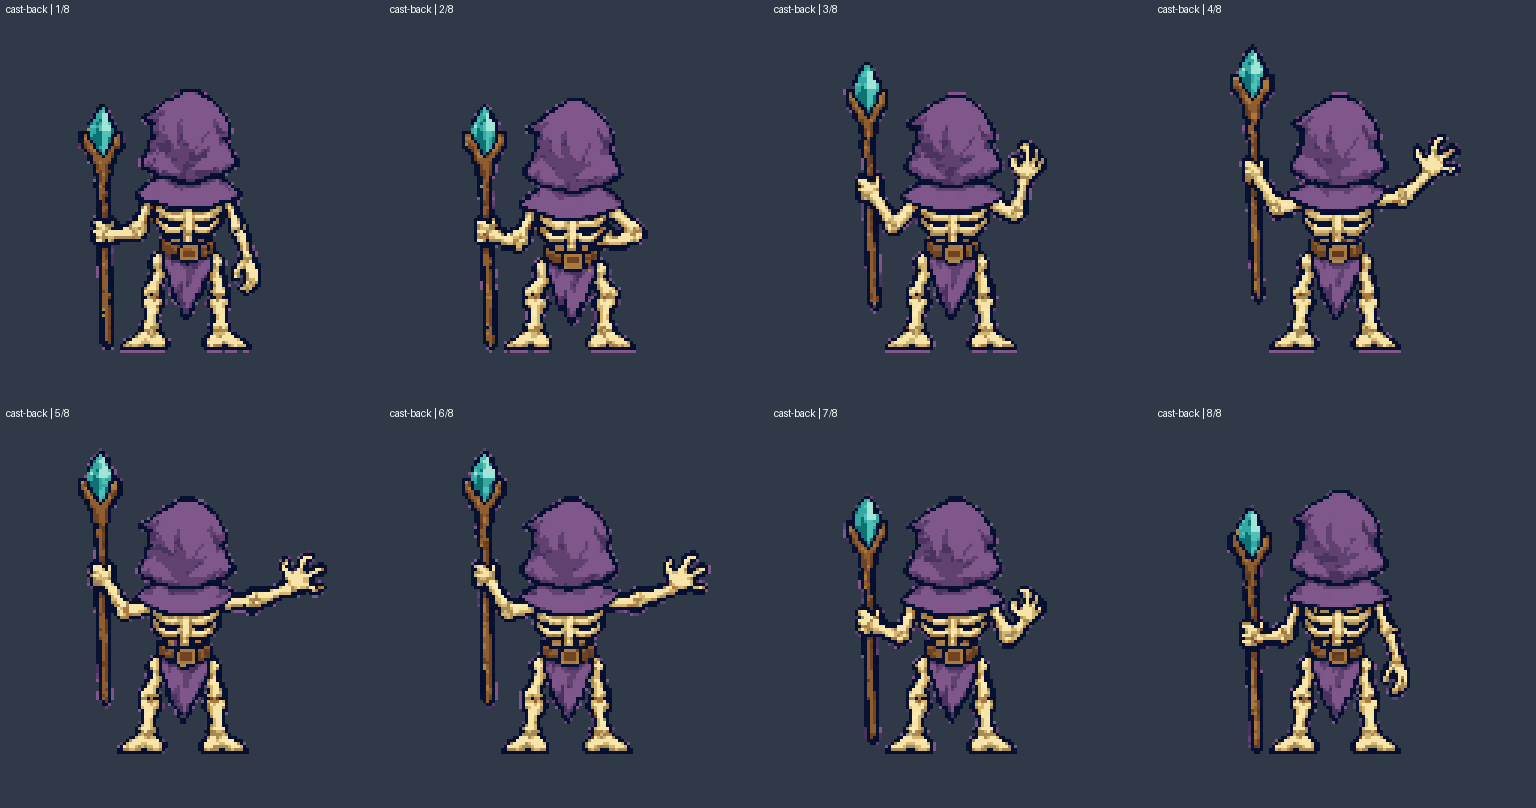 cast-back | 1/8
cast-back | 2/8
cast-back | 3/8
cast-back | 4/8
cast-back | 5/8
cast-back | 6/8
cast-back | 7/8
cast-back | 8/8